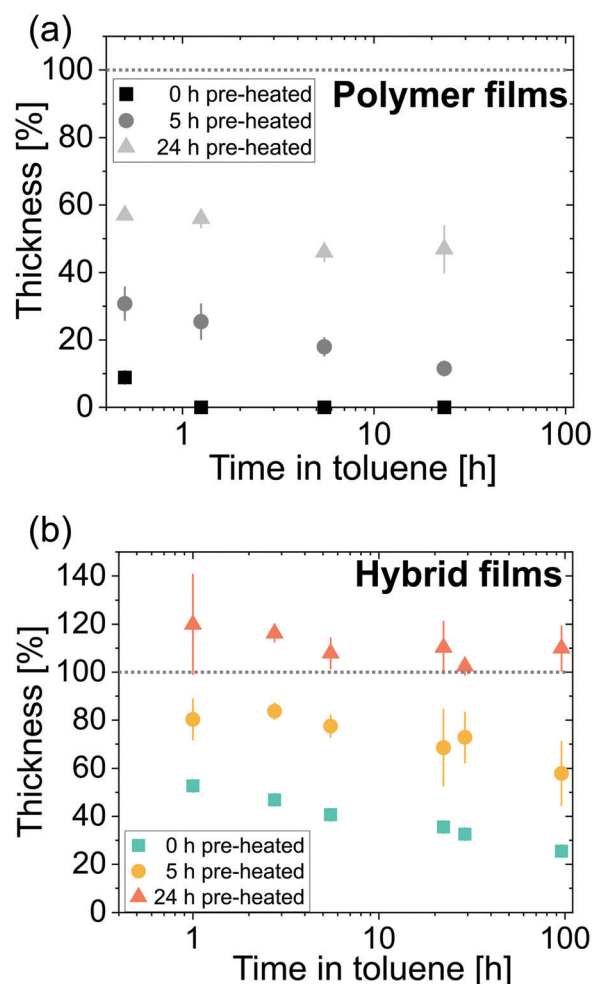 (a)
100
80
60
40
20
0
Thickness [%]
0 h pre-heated
5 h pre-heated
24 h pre-heated
Polymer films
1
10
100
Time in toluene [h]
(b)
140
120
100
80
60
40
20
0
Thickness [%]
Hybrid films
0 h pre-heated
5 h pre-heated
24 h pre-heated
1
10
100
Time in toluene [h]